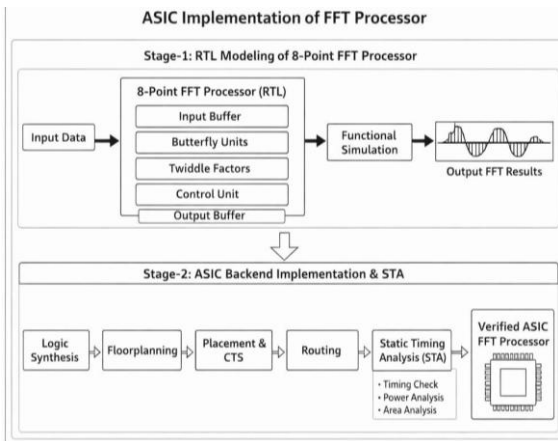 ASIC Implementation of FFT Processor
Stage-1: RTL Modeling of 8-Point FFT Processor
8-Point FFT Processor (RTL)
Input Data
Input Buffer
Butterfly Units
Twiddle Factors
Control Unit
Output Buffer
Functional
Simulation
Output FFT Results
Stage-2: ASIC Backend Implementation & STA
Logic
Synthesis
Floorplanning
Placement &
CTS
Routing
Static Timing
Analysis (STA)
• Timing Check
• Power Analysis
• Area Analysis
Verified ASIC
FFT Processor